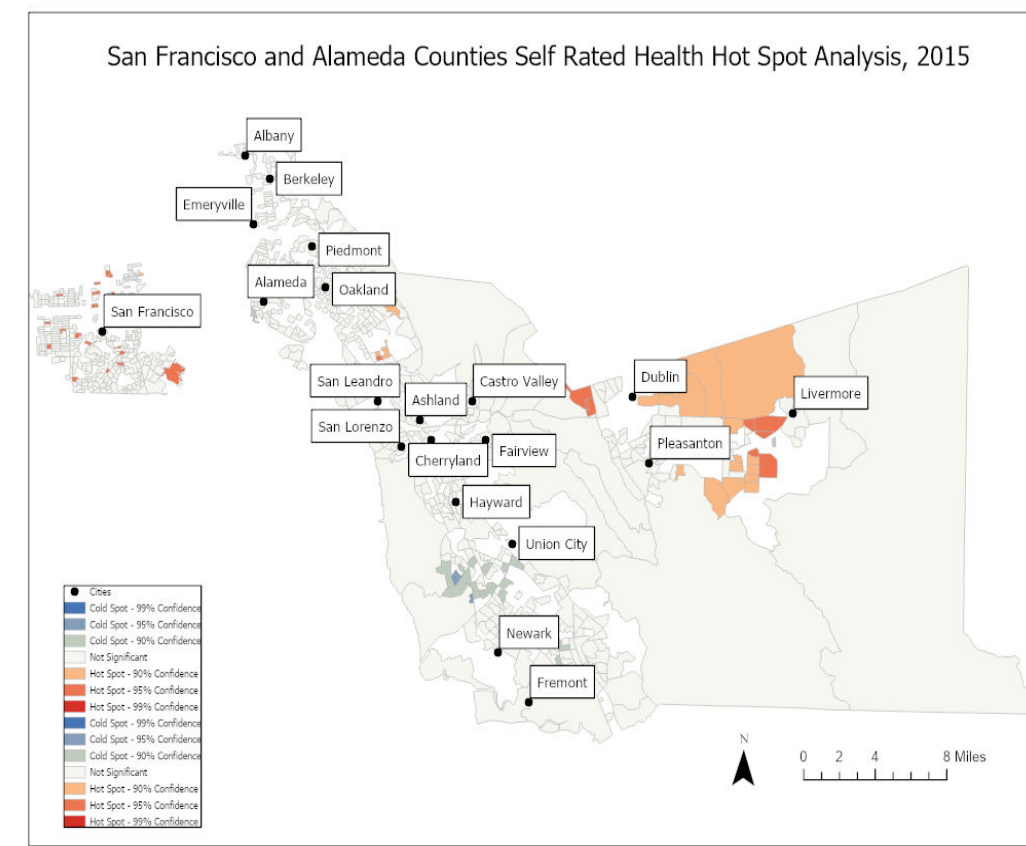 San Francisco and Alameda Counties Self Rated Health Hot Spot Analysis, 2015
Albany
Berkeley
Emeryville
Piedmont
Alameda
Oakland
San Francisco
San Leandro
Castro Valley
Dublin
Ashland
Livermore
San Lorenzo
Cherryland
Fairview
Pleasanton
Hayward
Union City
Newark
Fremont
Cities
Cold Spot - 99% Confidence
Cold Spot - 95% Confidence
Cold Spot - 90% Confidence
Not Significant
Hot Spot - 90% Confidence
Hot Spot - 95% Confidence
Hot Spot - 99% Confidence
Cold Spot - 99% Confidence
Cold Spot - 95% Confidence
Cold Spot - 90% Confidence
Not Significant
Hot Spot - 90% Confidence
Hot Spot - 95% Confidence
Hot Spot - 99% Confidence
N
0 2 4 8 Miles